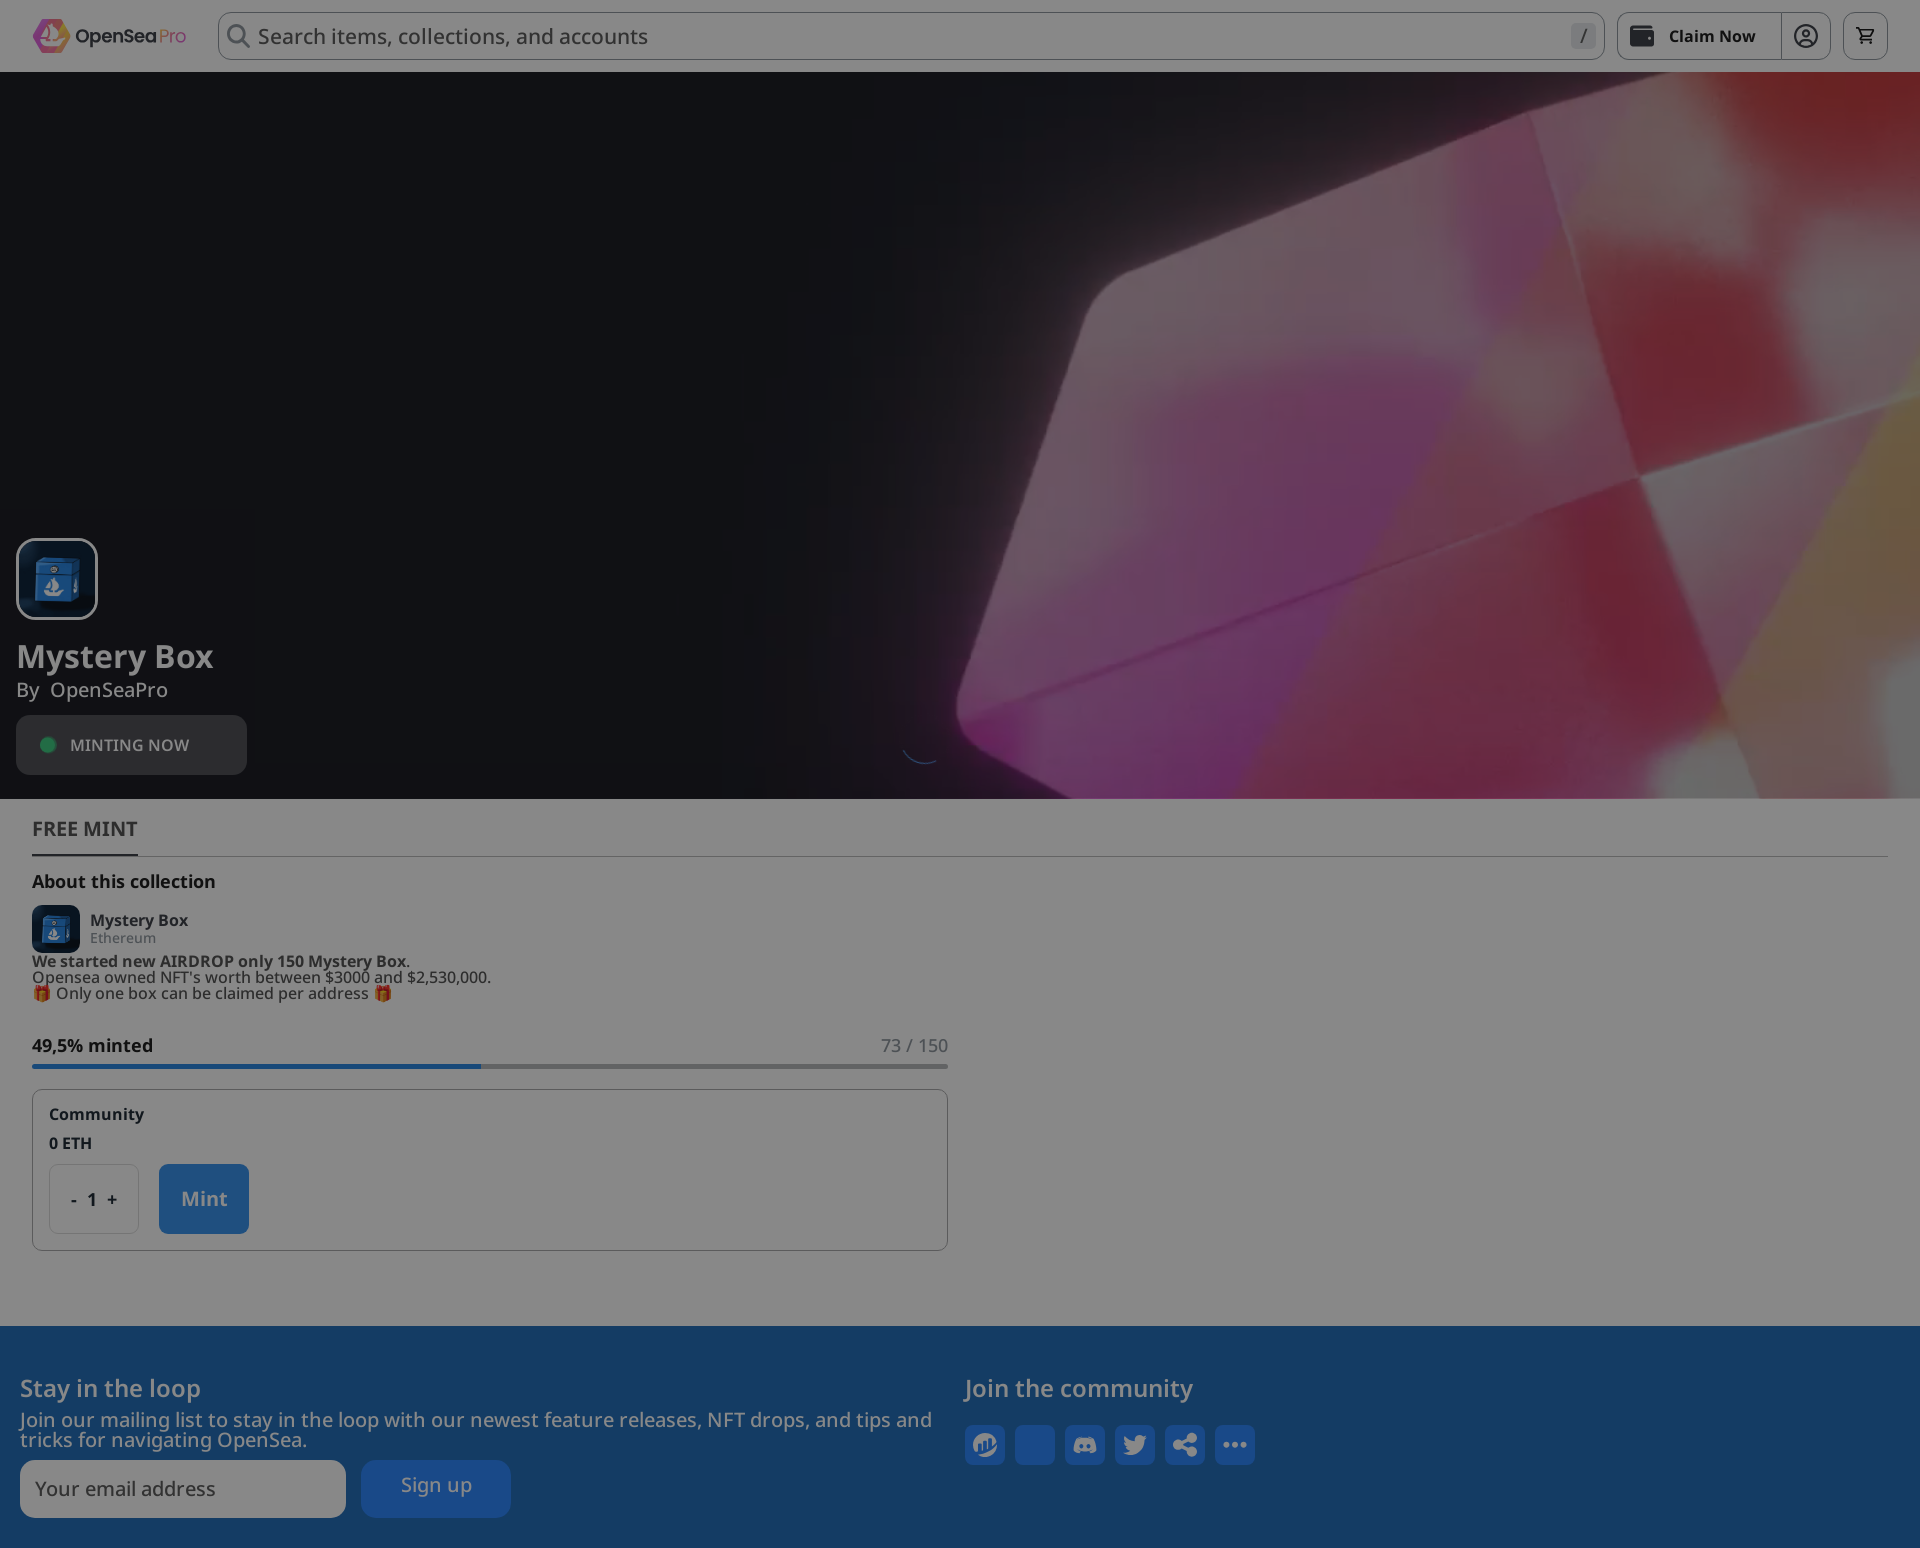 OpenSea Pro
Search items, collections, and accounts
/
Claim Now
Mystery Box
By OpenSeaPro
MINTING NOW
FREE MINT
About this collection
Mystery Box
Ethereum
We started new AIRDROP only 150 Mystery Box.
Opensea owned NFT's worth between $3000 and $2,530,000.
🎁 Only one box can be claimed per address 🎁
49,5% minted
73 / 150
Community
0 ETH
- 1 +
Mint
Stay in the loop
Join our mailing list to stay in the loop with our newest feature releases, NFT drops, and tips and
tricks for navigating OpenSea.
Your email address
Sign up
Join the community